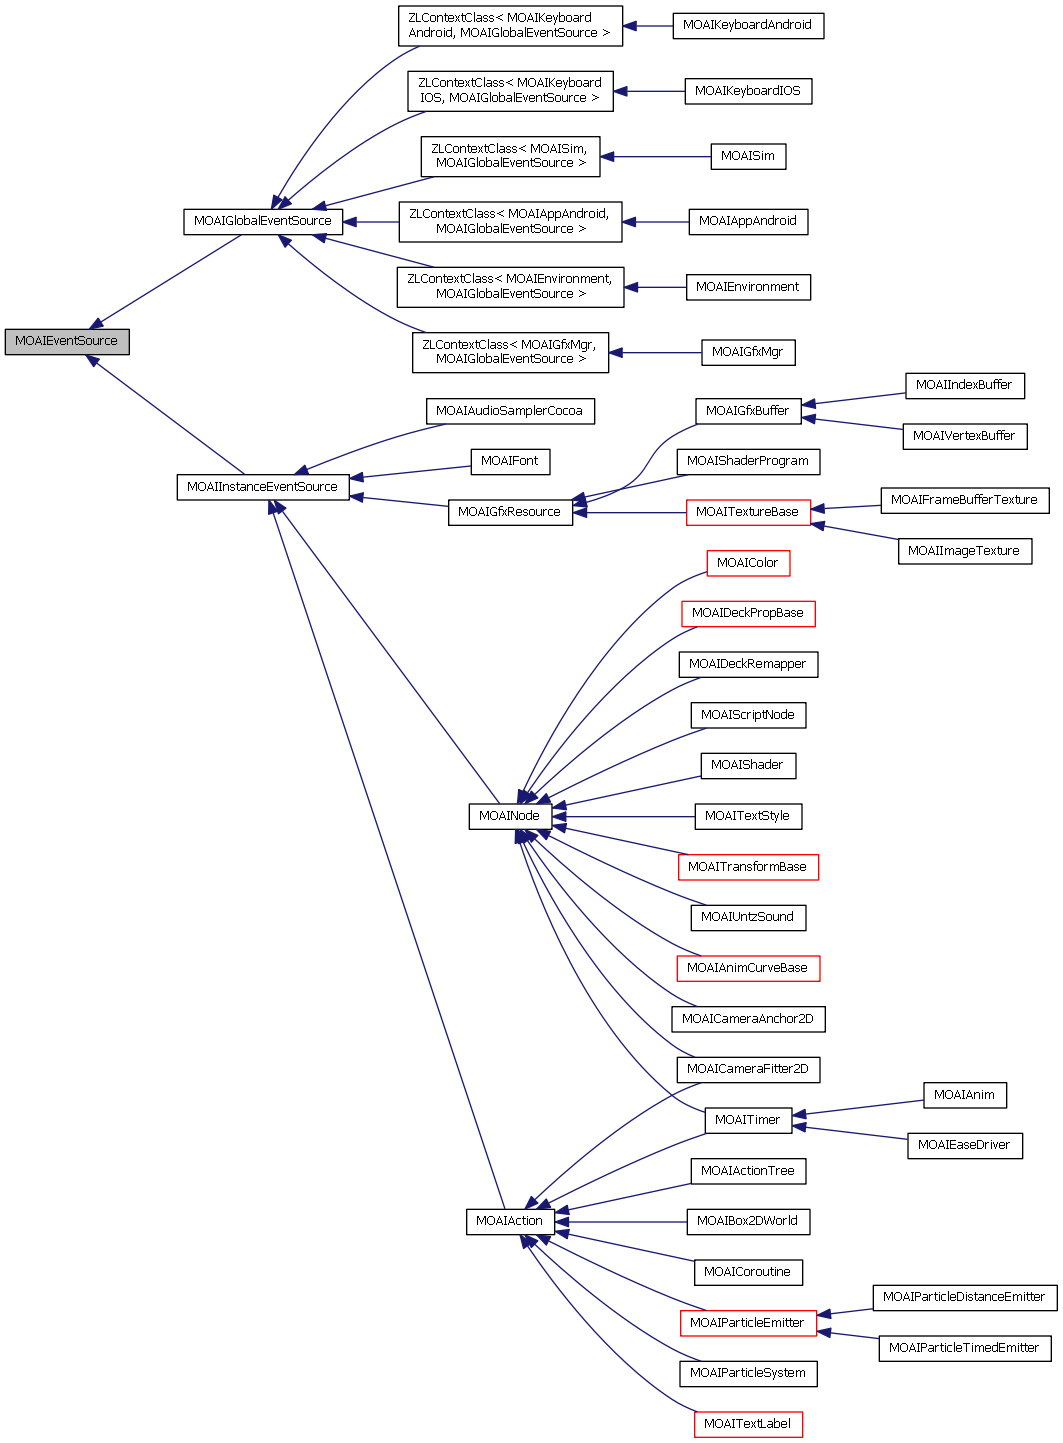 ZLContextClass< MOAIKeyboard
Android, MOAIGlobalEventSource >
MOAIKeyboardAndroid
ZLContextClass< MOAIKeyboard
IOS, MOAIGlobalEventSource >
MOAIKeyboardIOS
ZLContextClass< MOAISim,
MOAIGlobalEventSource >
MOAISim
MOAIGlobalEventSource
ZLContextClass< MOAIAppAndroid,
MOAIGlobalEventSource >
MOAIAppAndroid
ZLContextClass< MOAIEnvironment,
MOAIGlobalEventSource >
MOAIEnvironment
MOAIEventSource
ZLContextClass< MOAIGfxMgr,
MOAIGlobalEventSource >
MOAIGfxMgr
MOAIIndexBuffer
MOAIAudioSamplerCocoa
MOAIGfxBuffer
MOAIVertexBuffer
MOAIFont
MOAIShaderProgram
MOAIInstanceEventSource
MOAIFrameBufferTexture
MOAIGfxResource
MOAITextureBase
MOAIImageTexture
MOAIColor
MOAIDeckPropBase
MOAIDeckRemapper
MOAIScriptNode
MOAIShader
MOAINode
MOAITextStyle
MOAITransformBase
MOAIUntzSound
MOAIAnimCurveBase
MOAICameraAnchor2D
MOAICameraFitter2D
MOAIAnim
MOAITimer
MOAIEaseDriver
MOAIActionTree
MOAIAction
MOAIBox2DWorld
MOAICoroutine
MOAIParticleDistanceEmitter
MOAIParticleEmitter
MOAIParticleTimedEmitter
MOAIParticleSystem
MOAITextLabel